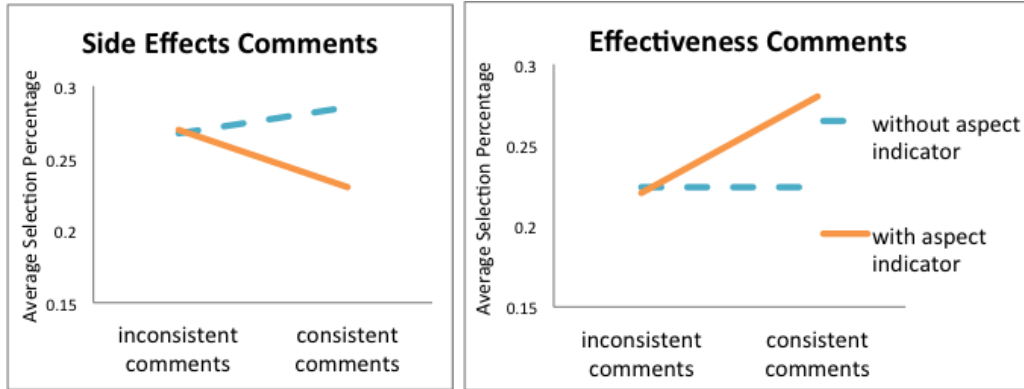 Side Effects Comments
Average Selection Percentage
0.3
0.25
0.2
0.15
inconsistent
comments
consistent
comments
Effectiveness Comments
Average Selection Percentage
0.3
0.25
0.2
0.15
inconsistent
comments
consistent
comments
without aspect
indicator
with aspect
indicator